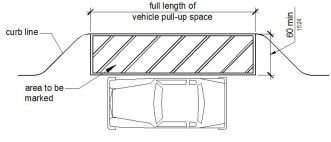 full length of
vehicle pull-up space
curb line
60 min
1524
area to be
marked